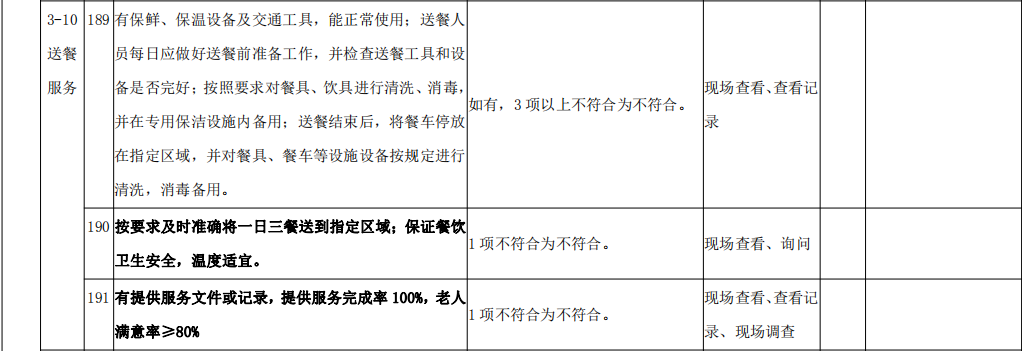 3-10
送餐
服务
189
有保鲜、保温设备及交通工具，能正常使用；送餐人
员每日应做好送餐前准备工作，并检查送餐工具和设
备是否完好；按照要求对餐具、饮具进行清洗、消毒，
并在专用保洁设施内备用；送餐结束后，将餐车停放
在指定区域，并对餐具、餐车等设施设备按规定进行
清洗，消毒备用。
如有，3 项以上不符合为不符合。
现场查看、查看记
录
190
按要求及时准确将一日三餐送到指定区域；保证餐饮
卫生安全，温度适宜。
1 项不符合为不符合。
现场查看、询问
191
有提供服务文件或记录，提供服务完成率 100%，老人
满意率≥80%
1 项不符合为不符合。
现场查看、查看记
录、现场调查